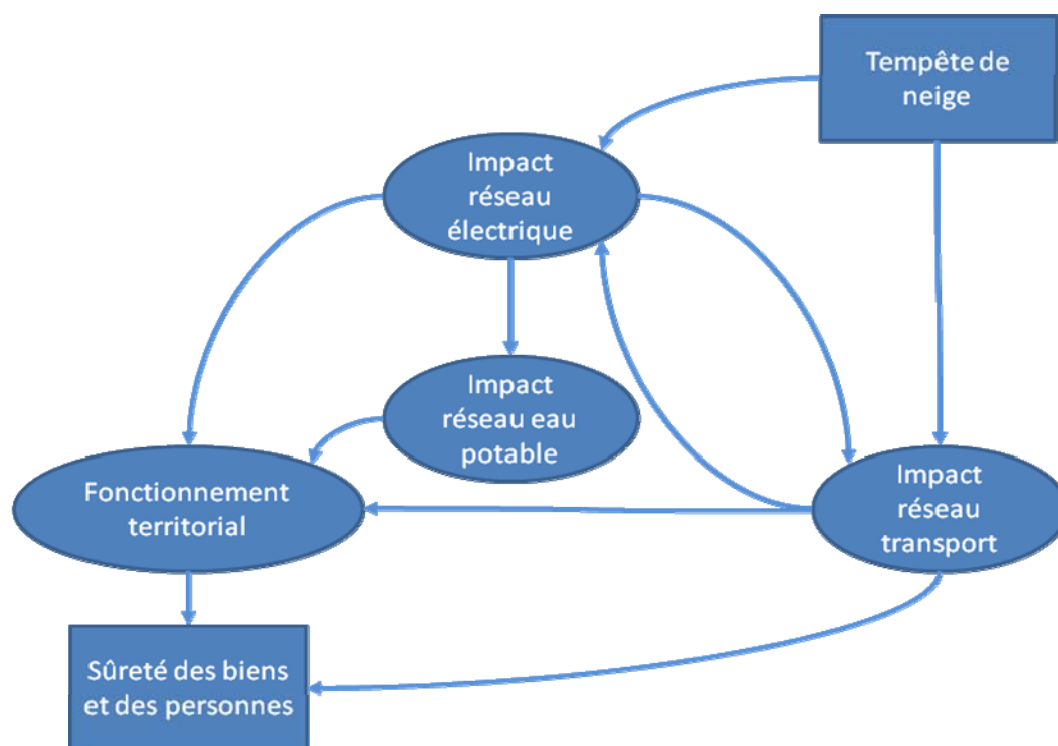 Tempête de
neige
Impact
réseau
électrique
Impact
réseau eau
potable
Fonctionnement
territorial
Impact
réseau
transport
Sûreté des biens
et des personnes